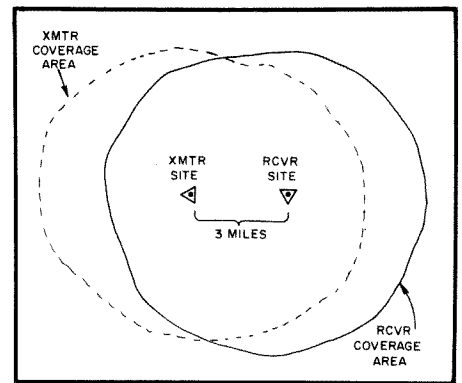 XMTR
COVERAGE
AREA
XMTR
SITE
RCVR
SITE
3 MILES
RCVR
COVERAGE
AREA